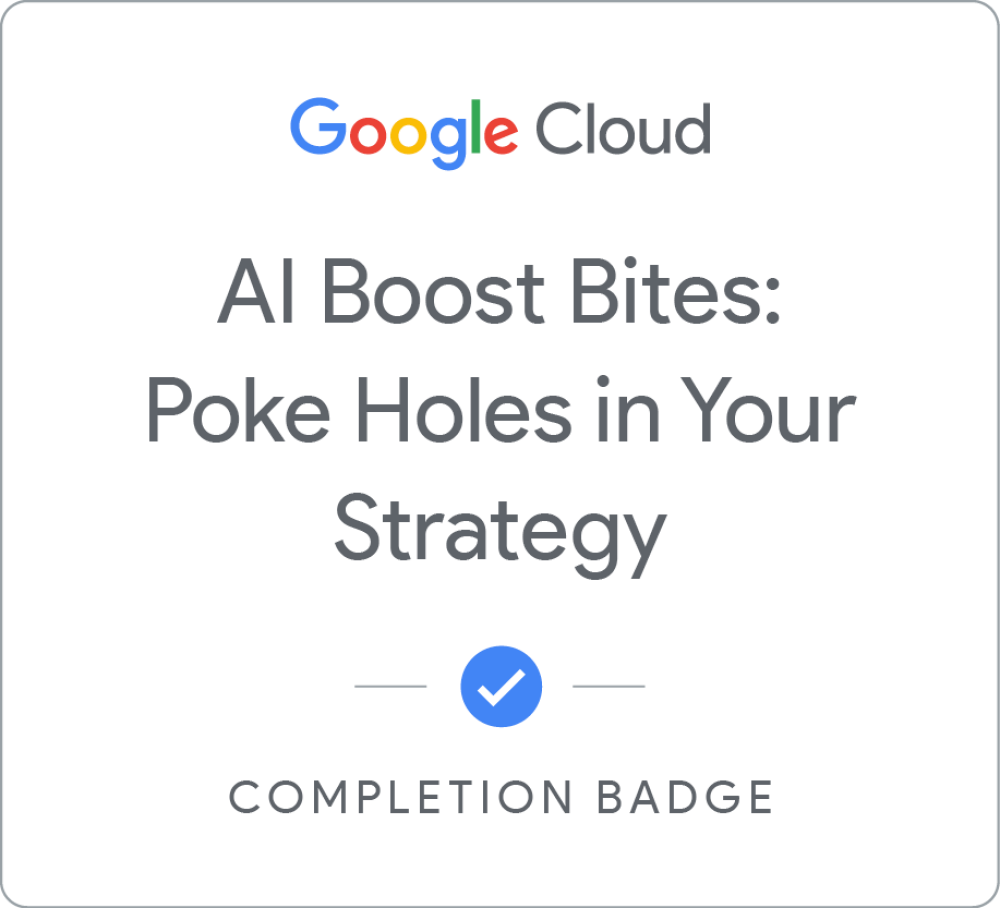 Google Cloud
AI Boost Bites:
Poke Holes in Your
Strategy
COMPLETION BADGE